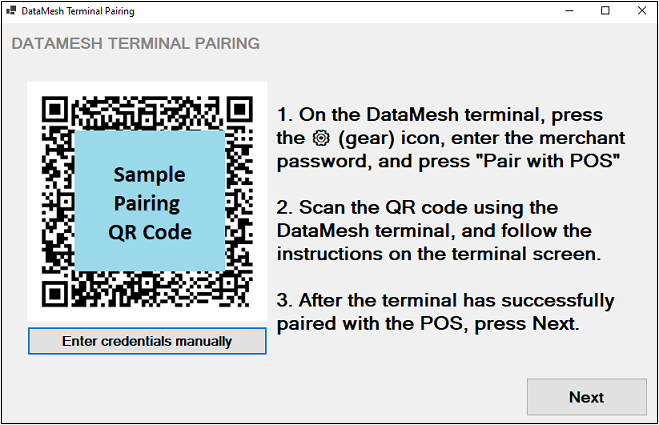 DataMesh Terminal Pairing
DATAMESH TERMINAL PAIRING
Sample
Pairing
QR Code
Enter credentials manually
1. On the DataMesh terminal, press
the (gear) icon, enter the merchant
password, and press "Pair with POS"
2. Scan the QR code using the
DataMesh terminal, and follow the
instructions on the terminal screen.
3. After the terminal has successfully
paired with the POS, press Next.
Next